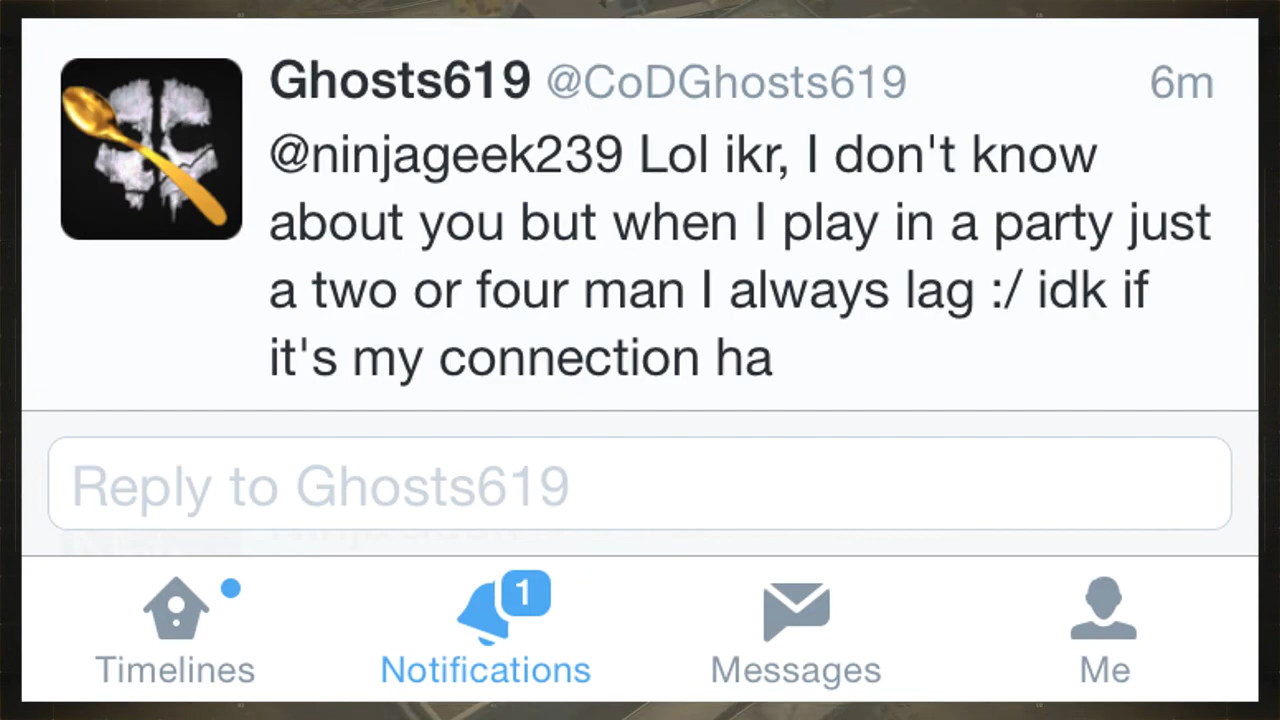 Ghosts619 @CoDGhosts619 6m
@ninjageek239 Lol ikr, I don't know
about you but when I play in a party just
a two or four man I always lag :/ idk if
it's my connection ha
Reply to Ghosts619
1
Timelines Notifications Messages Me